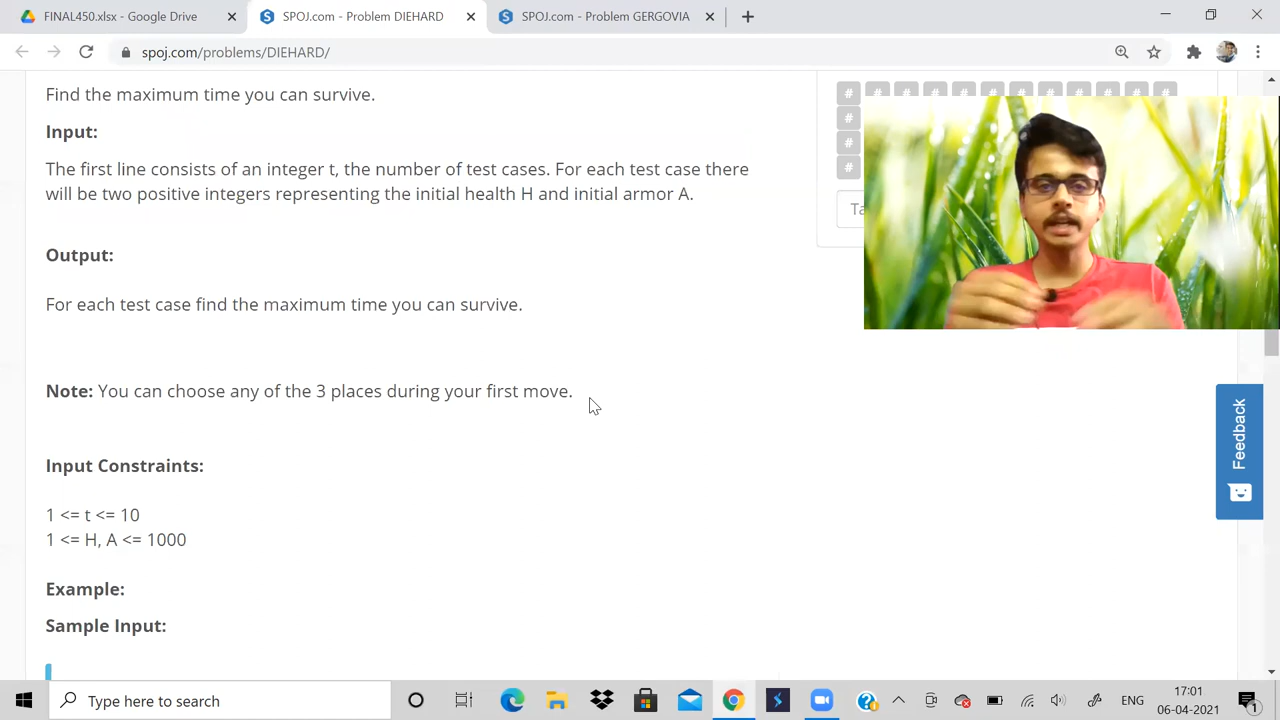 FINAL450.xlsx - Google Drive
SPOJ.com - Problem DIEHARD
SPOJ.com - Problem GERGOVIA
spoj.com/problems/DIEHARD/
Find the maximum time you can survive.
# # # # # # # # # # # #
#
#
#
Input:
The first line consists of an integer t, the number of test cases. For each test case there
will be two positive integers representing the initial health H and initial armor A.
Ta
Output:
For each test case find the maximum time you can survive.
Note: You can choose any of the 3 places during your first move.
Feedback
Input Constraints:
1 <= t <= 10
1 <= H, A <= 1000
Example:
Sample Input:
Type here to search
ENG
17:01
06-04-2021